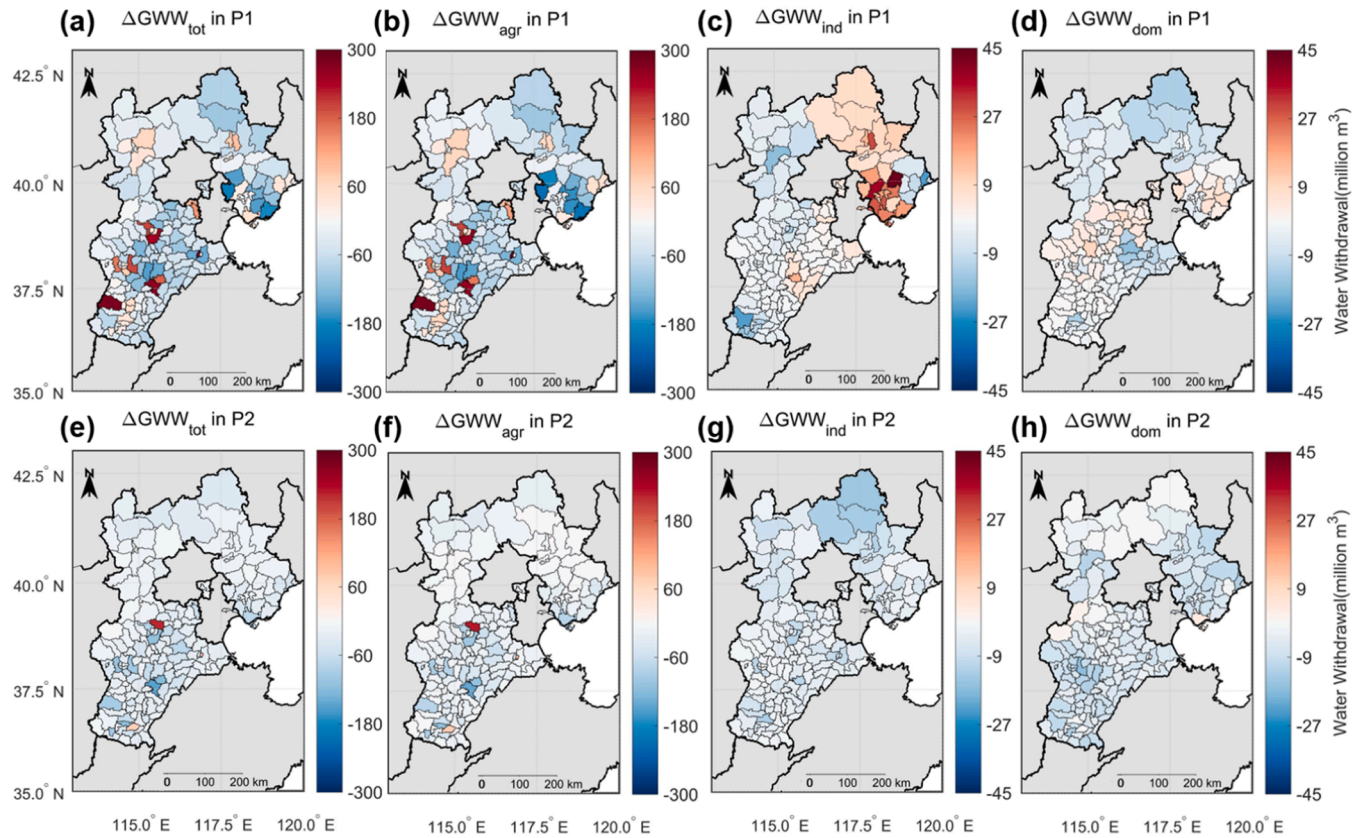 (a) ΔGWW_tot in P1
(b) ΔGWW_agr in P1
(c) ΔGWW_ind in P1
(d) ΔGWW_dom in P1
42.5° N
40.0° N
37.5° N
35.0° N
N
0 100 200 km
300
180
60
-60
-180
-300
N
0 100 200 km
300
180
60
-60
-180
-300
N
0 100 200 km
45
27
9
-9
-27
-45
N
0 100 200 km
45
27
9
-9
-27
-45
Water Withdrawal(million m³)
(e) ΔGWW_tot in P2
(f) ΔGWW_agr in P2
(g) ΔGWW_ind in P2
(h) ΔGWW_dom in P2
42.5° N
40.0° N
37.5° N
35.0° N
N
0 100 200 km
300
180
60
-60
-180
-300
N
0 100 200 km
300
180
60
-60
-180
-300
N
0 100 200 km
45
27
9
-9
-27
-45
N
0 100 200 km
45
27
9
-9
-27
-45
Water Withdrawal(million m³)
115.0° E 117.5° E 120.0° E
115.0° E 117.5° E 120.0° E
115.0° E 117.5° E 120.0° E
115.0° E 117.5° E 120.0° E